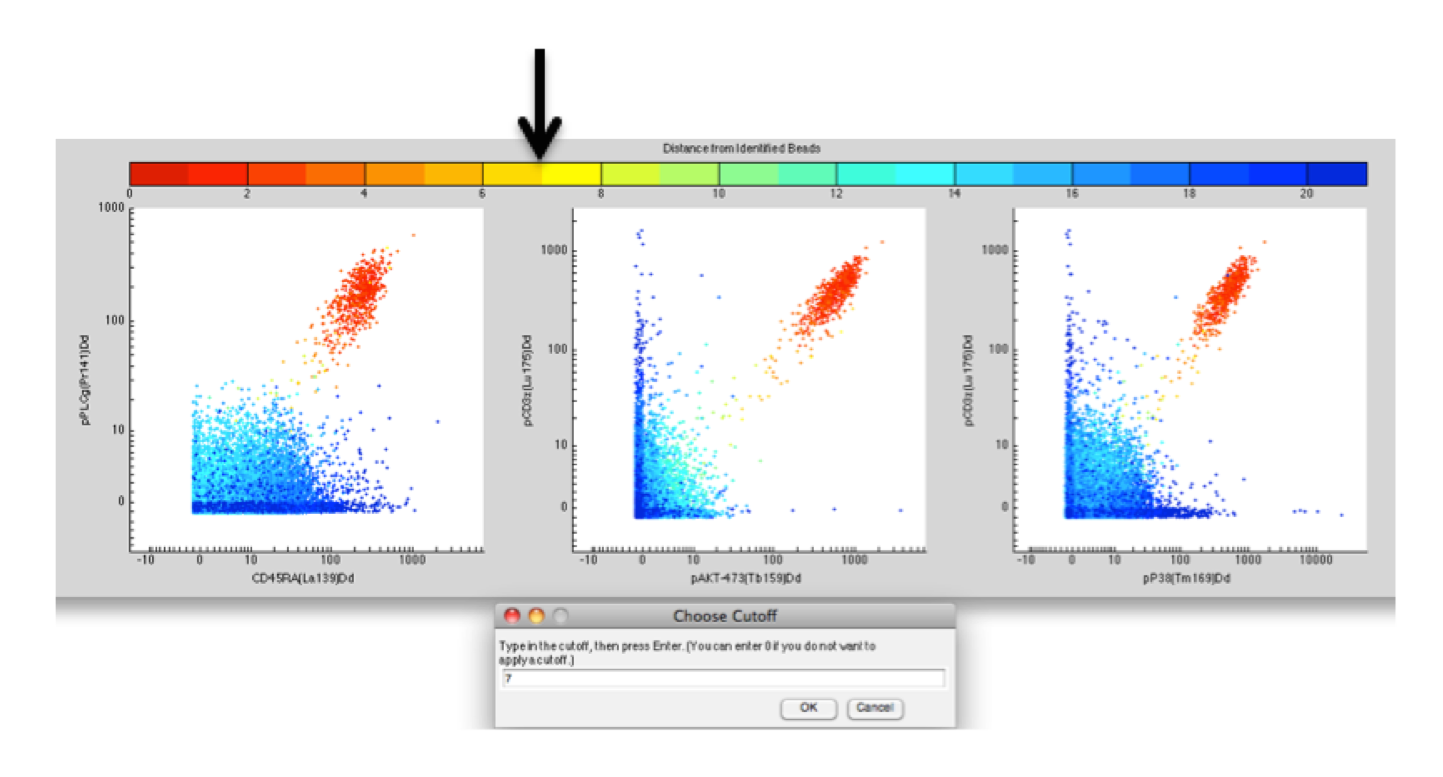 Distance from Identified Beads
0 2 4 6 8 10 12 14 16 18 20
1000
100
10
0
pPLCg(Pr141)Dd
-10 0 10 100 1000
CD45RA(La139)Dd
1000
100
10
0
pCD3z(Lu175)Dd
-10 0 10 100 1000
pAKT-473(Tb159)Dd
1000
100
10
0
pCD3z(Lu175)Dd
-10 0 10 100 1000 10000
pP38(Tm169)Dd
Choose Cutoff
Type in the cutoff, then press Enter. (You can enter 0 if you do not want to
apply a cutoff.)
7
OK Cancel